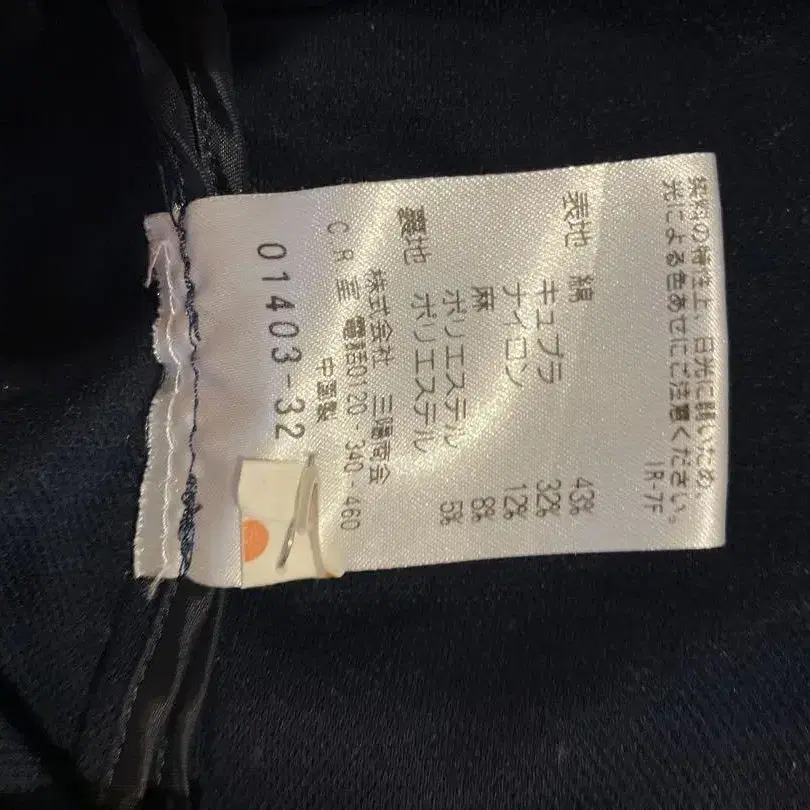 染料の特性上、日光に弱いため、
光による色あせにご注意ください。
IR-7F
表地 綿 43%
キュプラ 32%
ナイロン 12%
麻 8%
ポリエステル 5%
裏地 ポリエステル
株式会社 三陽商会
C.R室 電話0120-340-460
中国製
01403-32